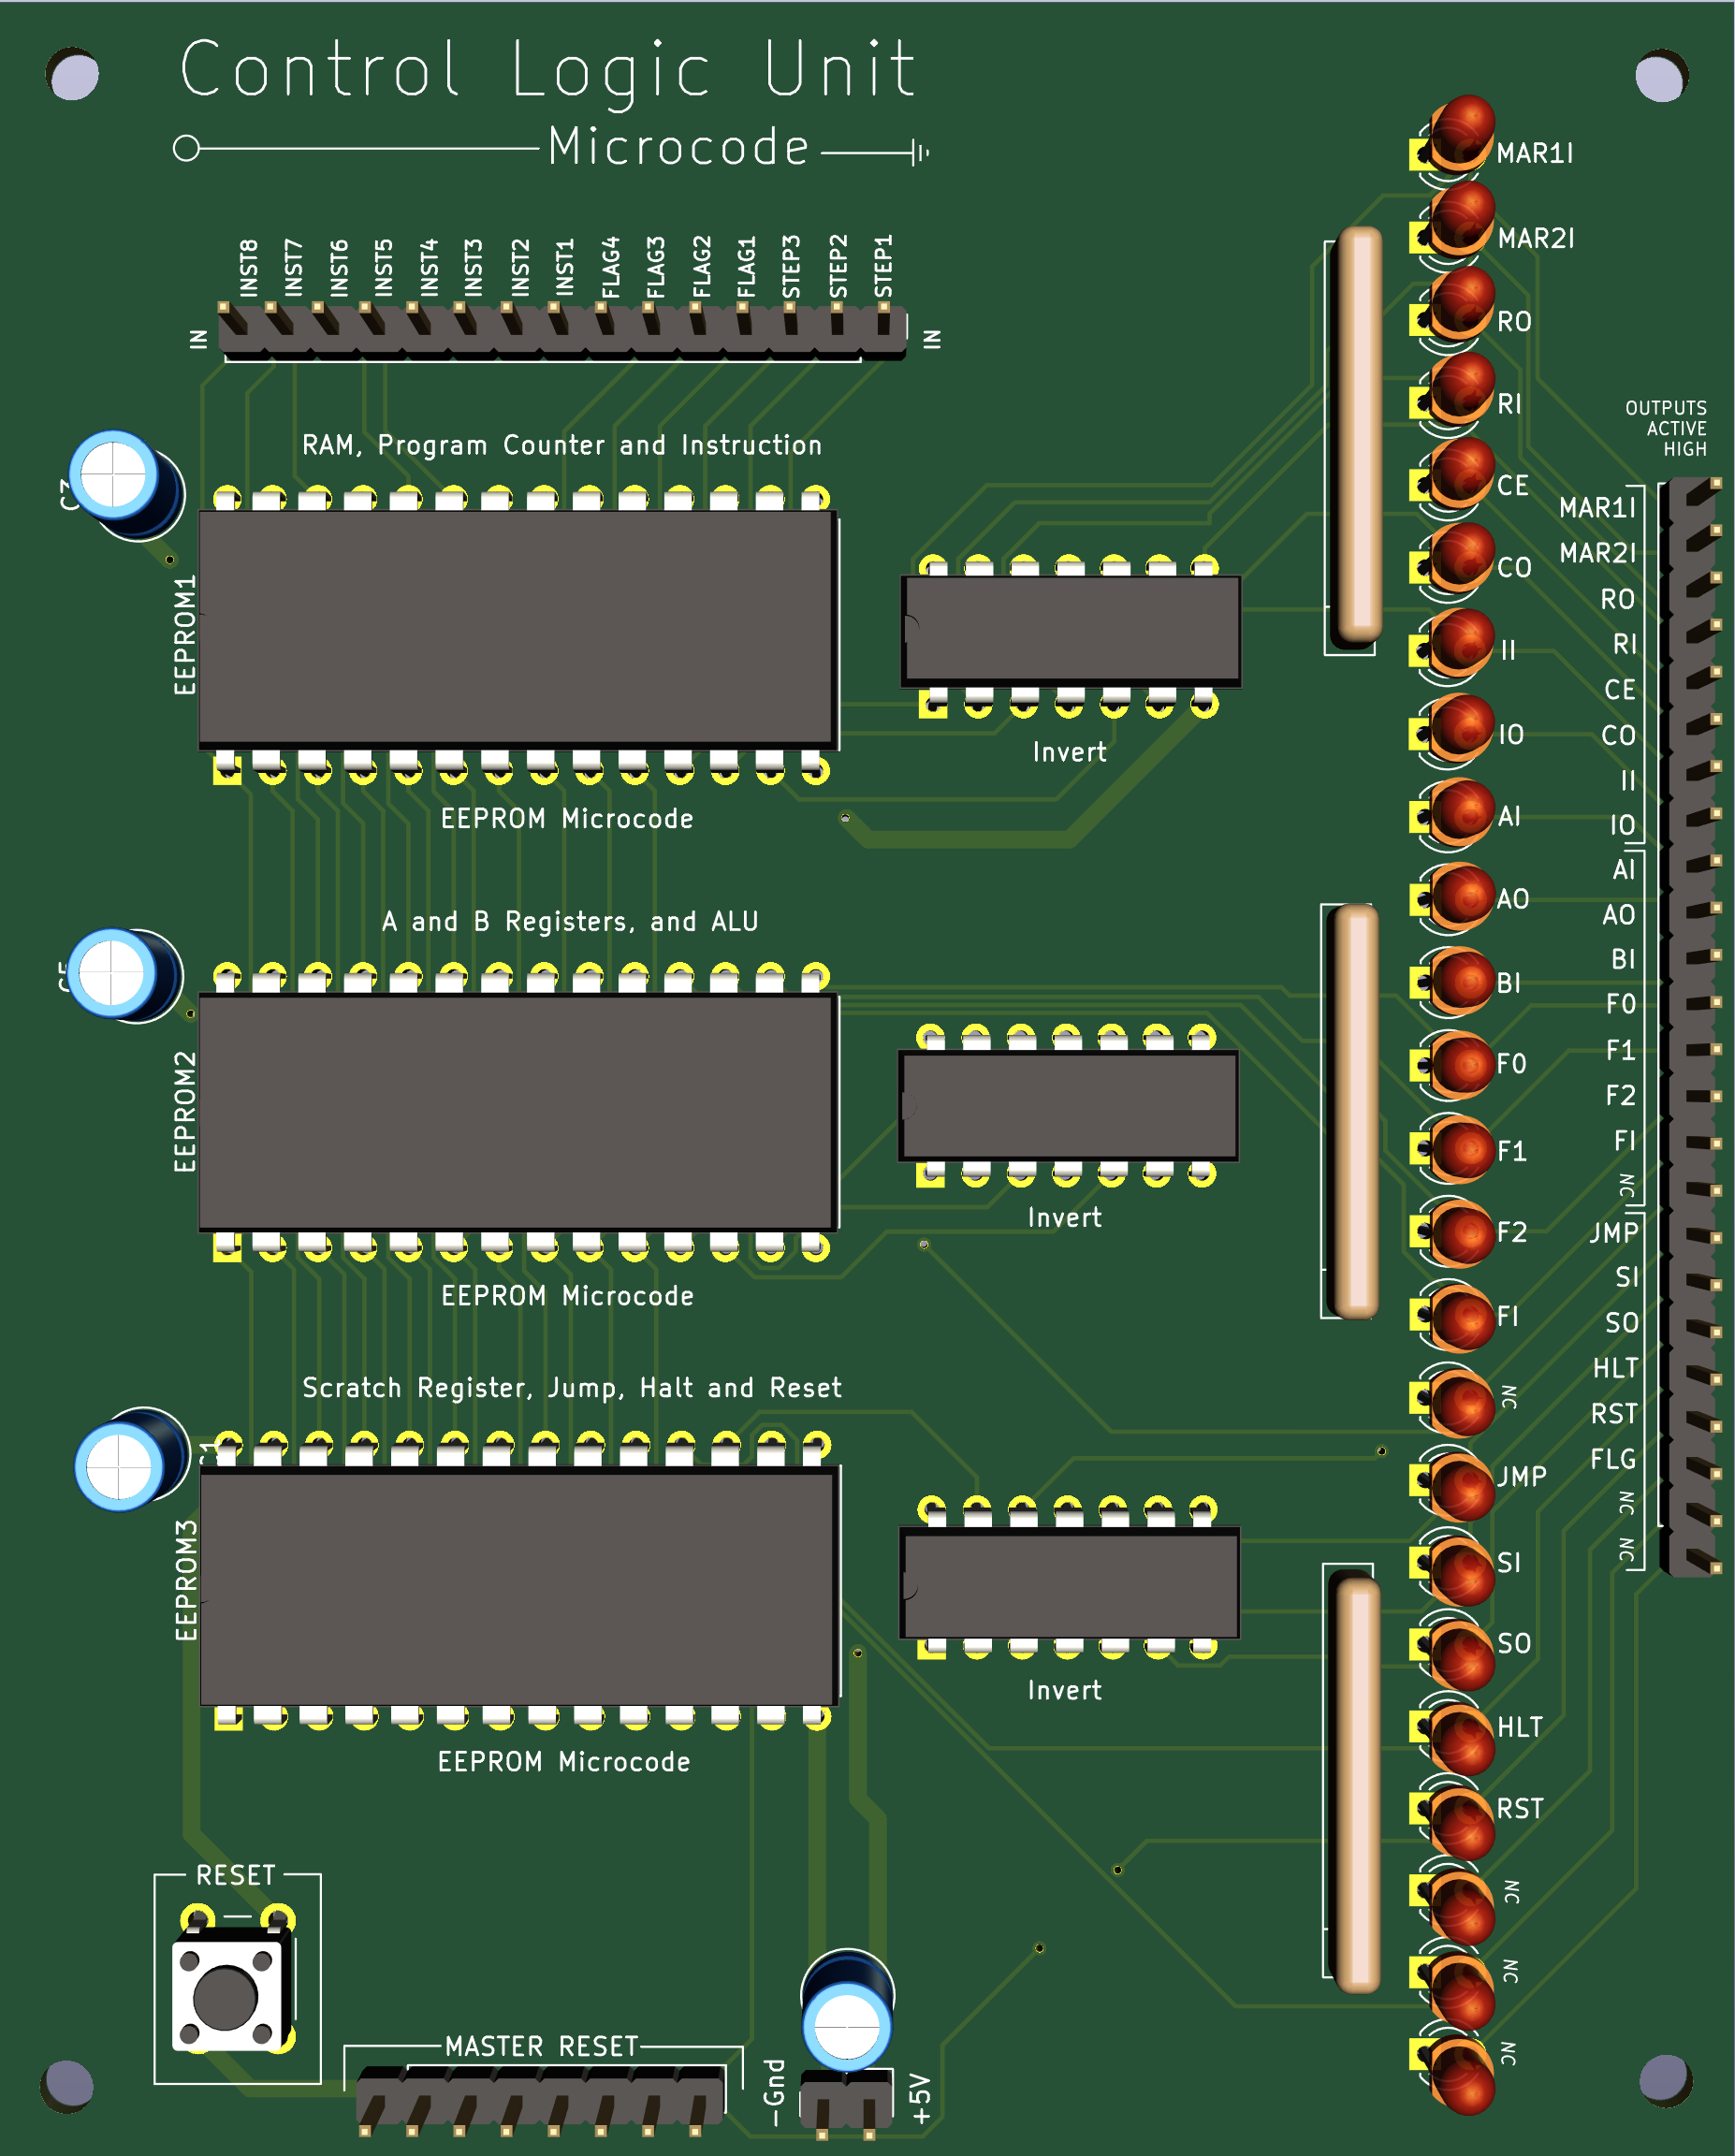 Control Logic Unit
Microcode
INST8
INST7
INST6
INST5
INST4
INST3
INST2
INST1
FLAG4
FLAG3
FLAG2
FLAG1
STEP3
STEP2
STEP1
IN
IN
RAM, Program Counter and Instruction
EEPROM1
EEPROM Microcode
Invert
A and B Registers, and ALU
EEPROM2
EEPROM Microcode
Invert
Scratch Register, Jump, Halt and Reset
EEPROM3
EEPROM Microcode
Invert
RESET
MASTER RESET
-Gnd
+5V
MAR1I
MAR2I
RO
RI
CE
CO
II
IO
AI
AO
BI
F0
F1
F2
FI
NC
JMP
SI
SO
HLT
RST
NC
NC
NC
OUTPUTS
ACTIVE
HIGH
MAR1I
MAR2I
RO
RI
CE
CO
II
IO
AI
AO
BI
F0
F1
F2
FI
NC
JMP
SI
SO
HLT
RST
FLG
NC
NC